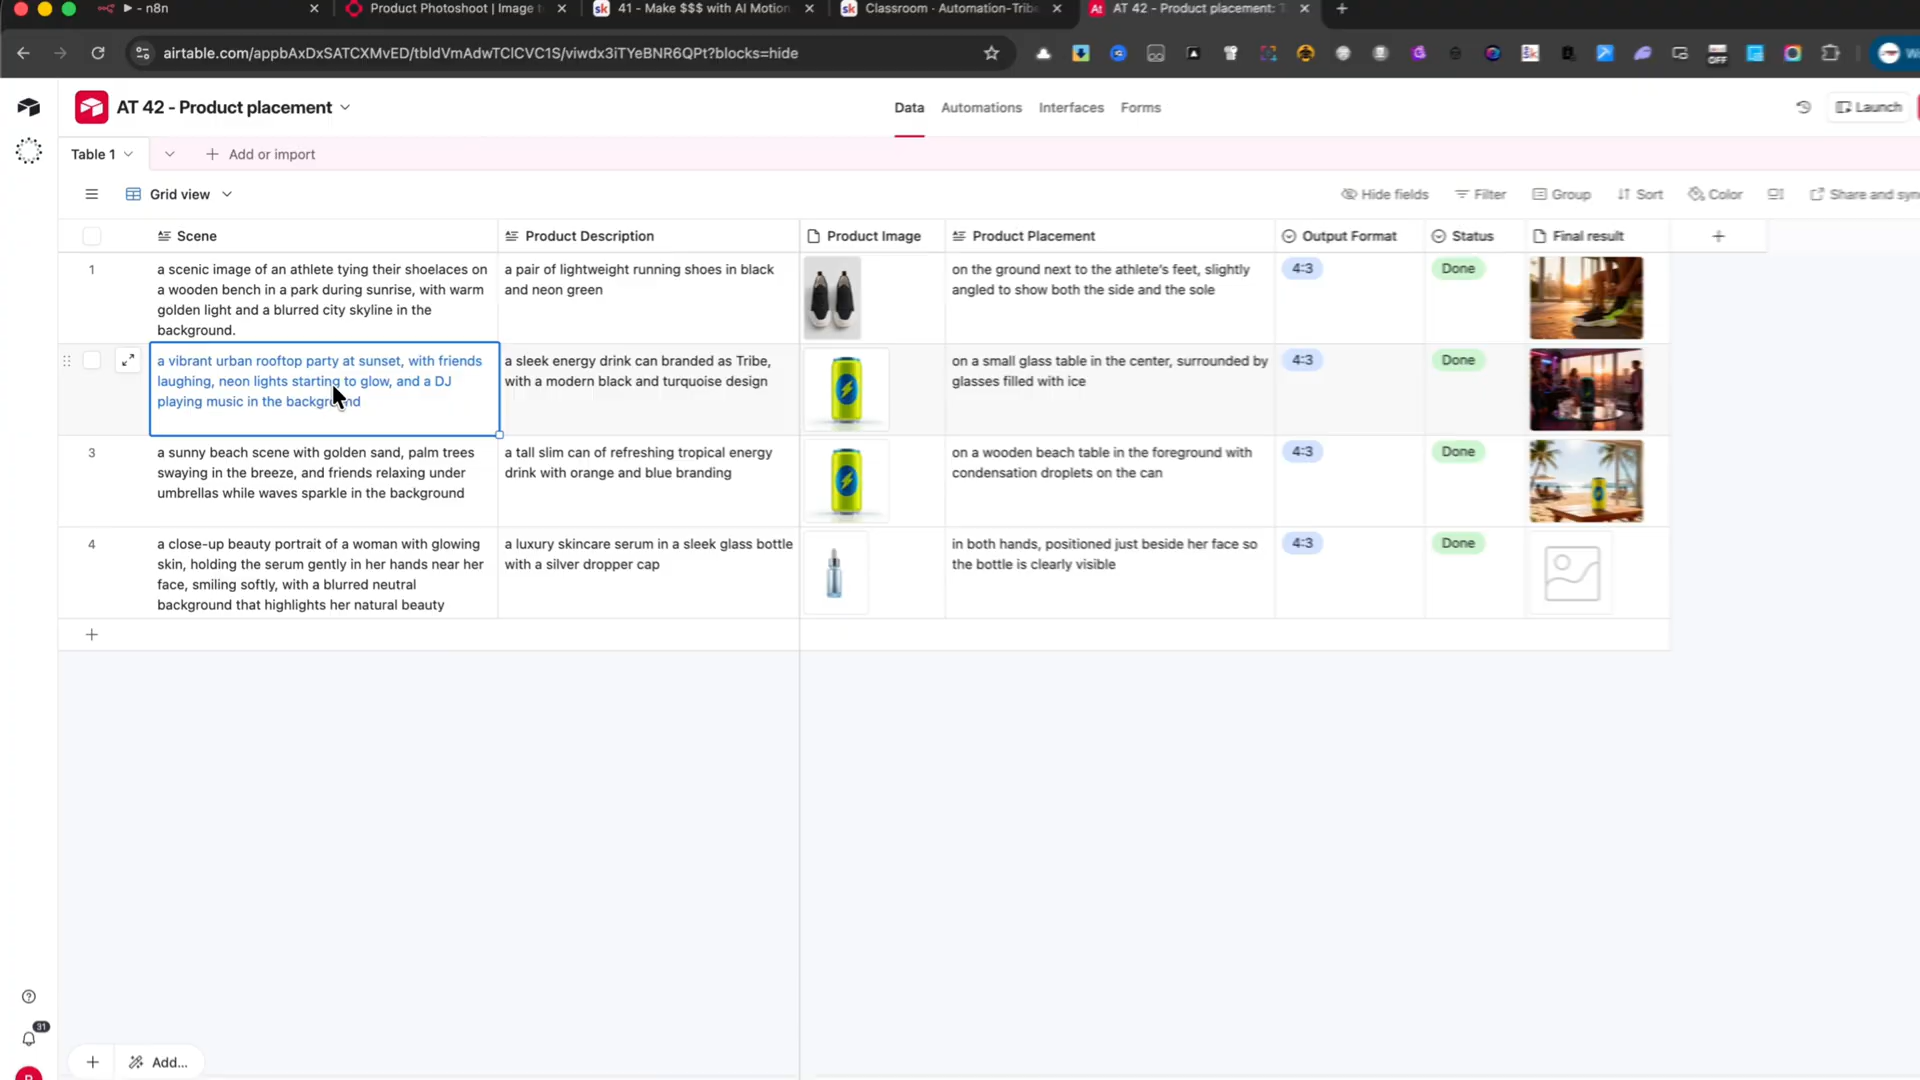 - n8n
Product Photoshoot | Image t
41 - Make $$$ with AI Motion
Classroom · Automation-Tribe
AT 42 - Product placement: T
airtable.com/appbAxDxSATCXMvED/tbldVmAdwTClCVC1S/viwdx3iTYeBNR6QPt?blocks=hide
OFF
AT 42 - Product placement
Data
Automations
Interfaces
Forms
Launch
Table 1
Add or import
Grid view
Hide fields
Filter
Group
Sort
Color
Share and sync
Scene
Product Description
Product Image
Product Placement
Output Format
Status
Final result
1
a scenic image of an athlete tying their shoelaces on
a wooden bench in a park during sunrise, with warm
golden light and a blurred city skyline in the
background.
a pair of lightweight running shoes in black
and neon green
on the ground next to the athlete's feet, slightly
angled to show both the side and the sole
4:3
Done
a vibrant urban rooftop party at sunset, with friends
laughing, neon lights starting to glow, and a DJ
playing music in the background
a sleek energy drink can branded as Tribe,
with a modern black and turquoise design
on a small glass table in the center, surrounded by
glasses filled with ice
4:3
Done
3
a sunny beach scene with golden sand, palm trees
swaying in the breeze, and friends relaxing under
umbrellas while waves sparkle in the background
a tall slim can of refreshing tropical energy
drink with orange and blue branding
on a wooden beach table in the foreground with
condensation droplets on the can
4:3
Done
4
a close-up beauty portrait of a woman with glowing
skin, holding the serum gently in her hands near her
face, smiling softly, with a blurred neutral
background that highlights her natural beauty
a luxury skincare serum in a sleek glass bottle
with a silver dropper cap
in both hands, positioned just beside her face so
the bottle is clearly visible
4:3
Done
31
Add...